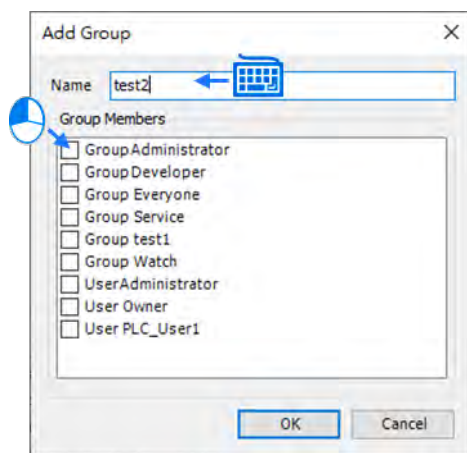 Add Group
Name test2
Group Members
Group Administrator
Group Developer
Group Everyone
Group Service
Group test1
Group Watch
User Administrator
User Owner
User PLC_User1
OK Cancel